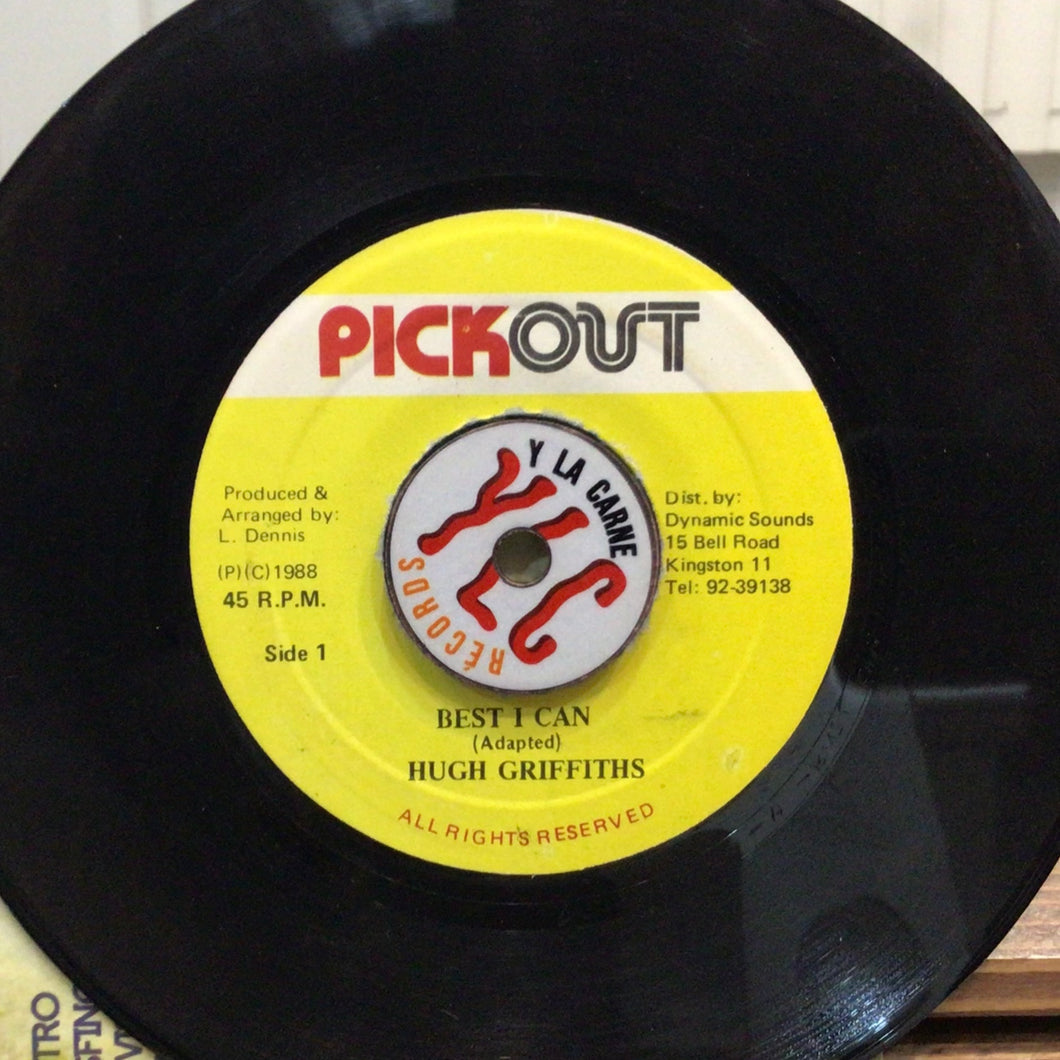 PICKOUT
Produced &
Arranged by:
L. Dennis
(P)(C)1988
45 R.P.M.
Side 1
Y LA CARNE
YLC
RÉCORDS
Dist. by:
Dynamic Sounds
15 Bell Road
Kingston 11
Tel: 92-39138
BEST I CAN
(Adapted)
HUGH GRIFFITHS
ALL RIGHTS RESERVED